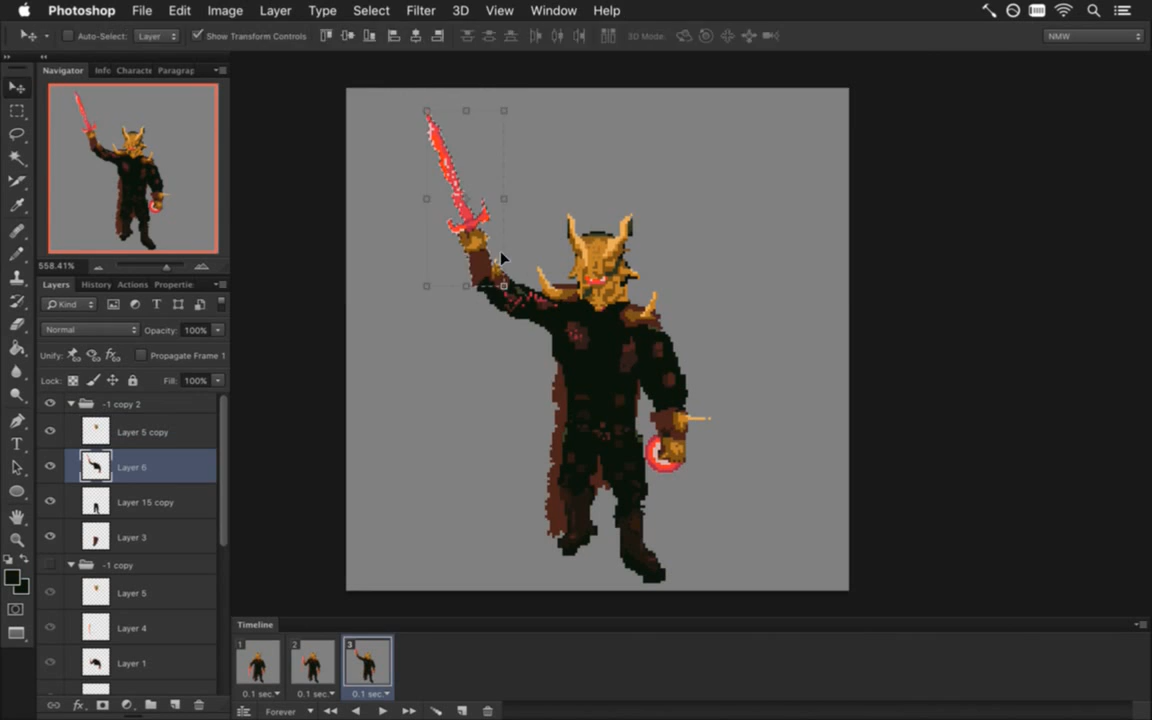 Photoshop File Edit Image Layer Type Select Filter 3D View Window Help
Auto-Select: Layer Show Transform Controls 3D Mode: NMW
Navigator Info Characte Paragrap
558.41%
Layers History Actions Propertie
Kind
Normal Opacity: 100%
Unify: Propagate Frame 1
Lock: Fill: 100%
-1 copy 2
Layer 5 copy
Layer 6
Layer 15 copy
Layer 3
-1 copy
Layer 5
Layer 4
Layer 1
Timeline
1 2 3
0.1 sec. 0.1 sec. 0.1 sec.
Forever